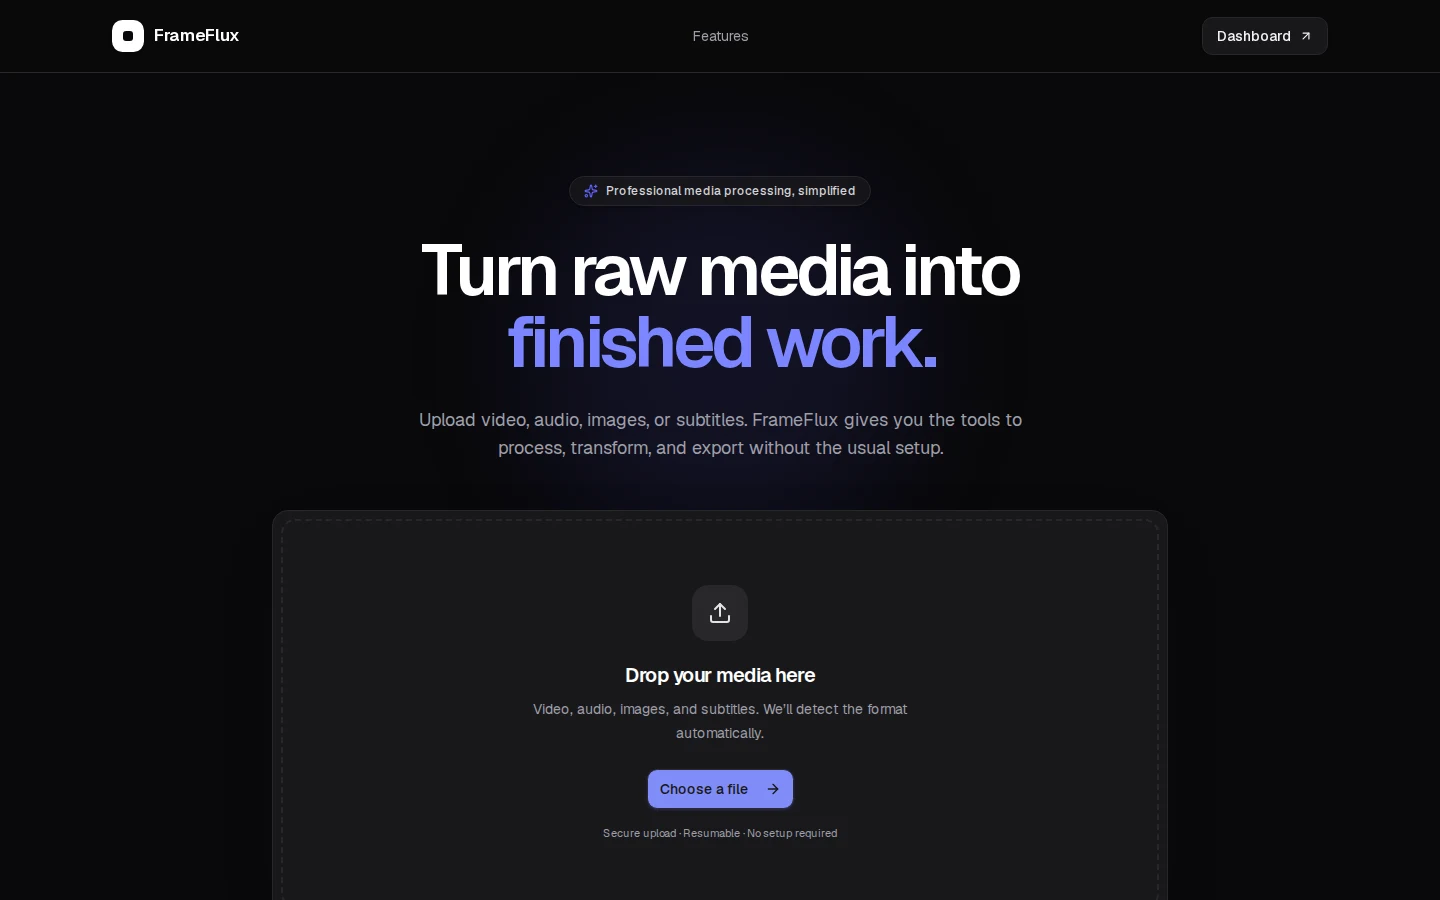 FrameFlux
Features
Dashboard
Professional media processing, simplified
Turn raw media into
finished work.
Upload video, audio, images, or subtitles. FrameFlux gives you the tools to
process, transform, and export without the usual setup.
Drop your media here
Video, audio, images, and subtitles. We’ll detect the format
automatically.
Choose a file
Secure upload · Resumable · No setup required